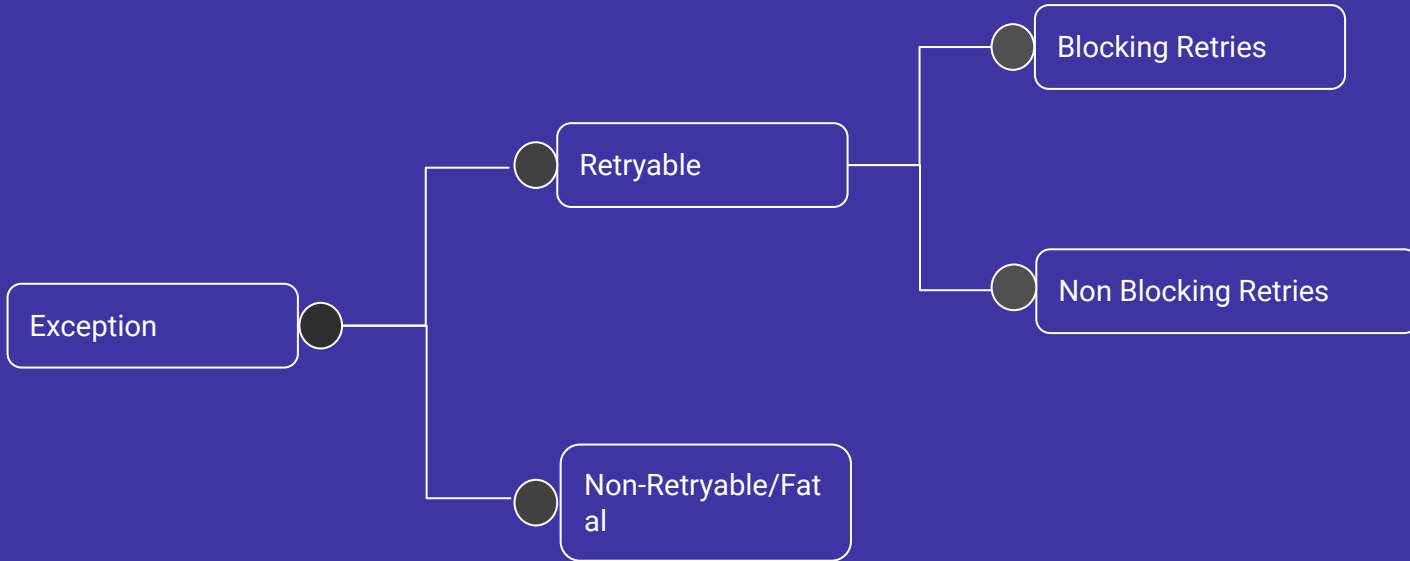 Blocking Retries
Retryable
Non Blocking Retries
Exception
Non-Retryable/Fat
al